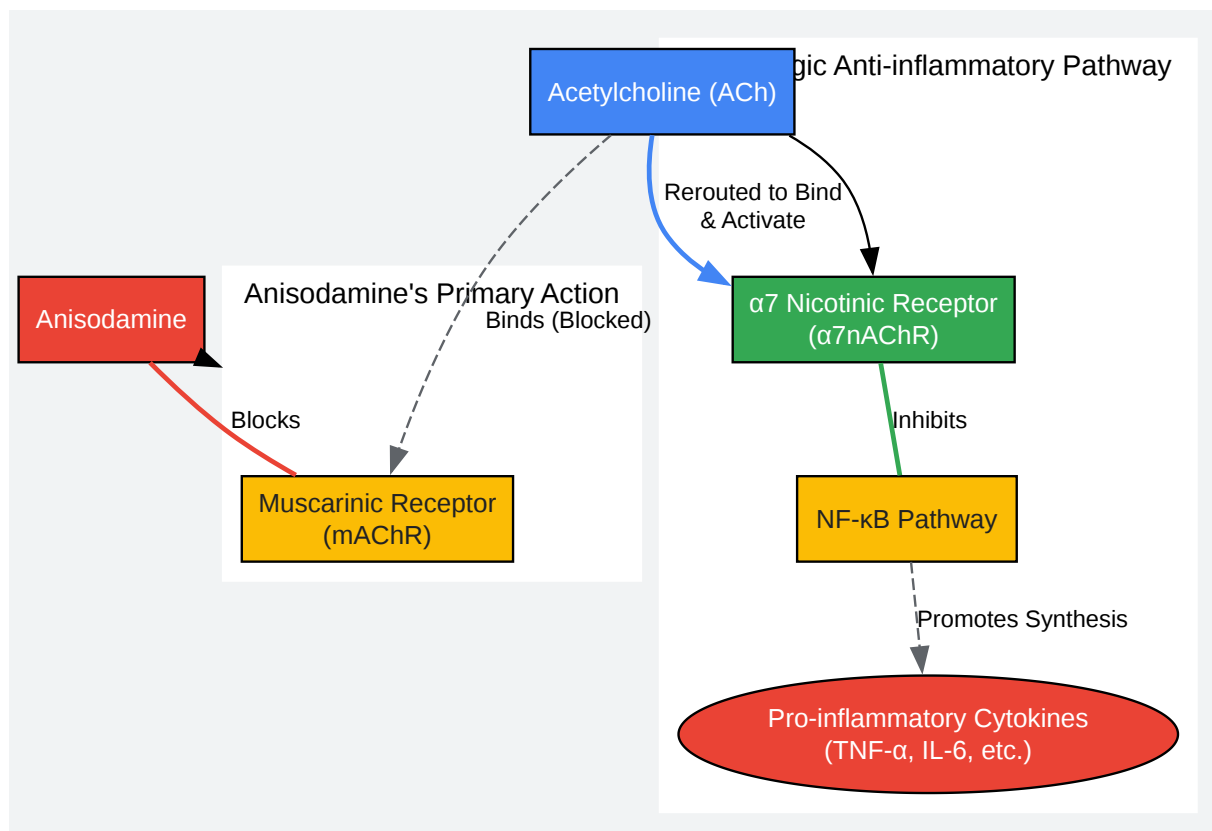 Acetylcholine (ACh)
gic Anti-inflammatory Pathway
Rerouted to Bind
& Activate
Anisodamine
Anisodamine's Primary Action
Binds (Blocked)
α7 Nicotinic Receptor
(α7nAChR)
Blocks
Inhibits
Muscarinic Receptor
(mAChR)
NF-κB Pathway
Promotes Synthesis
Pro-inflammatory Cytokines
(TNF-α, IL-6, etc.)